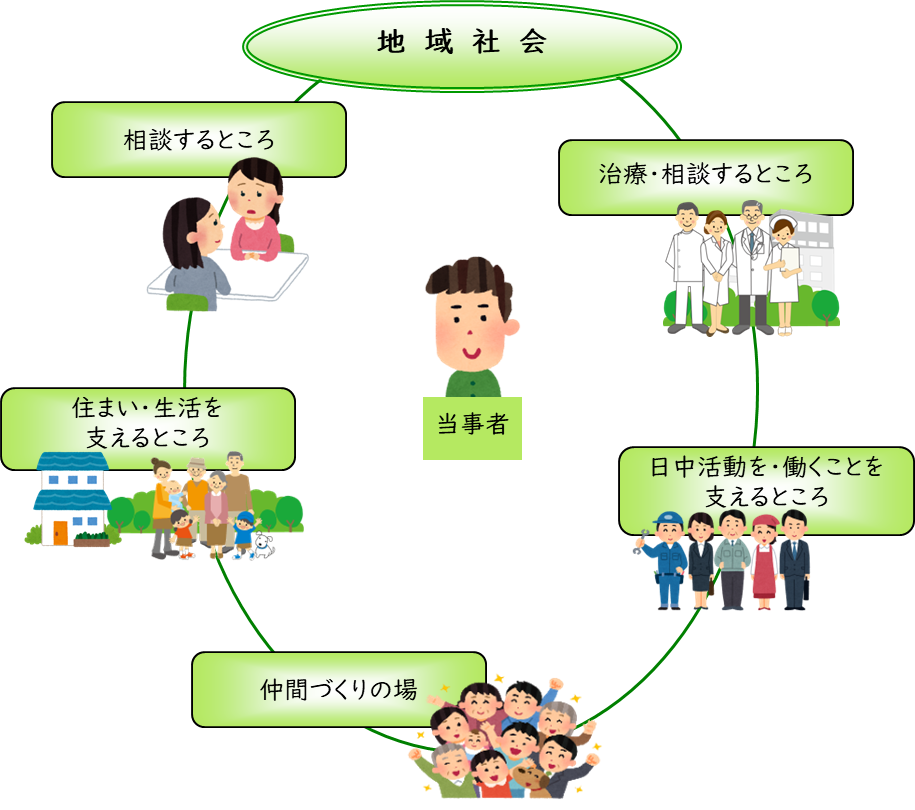 地域社会
相談するところ
治療・相談するところ
当事者
住まい・生活を
支えるところ
日中活動を・働くことを
支えるところ
仲間づくりの場